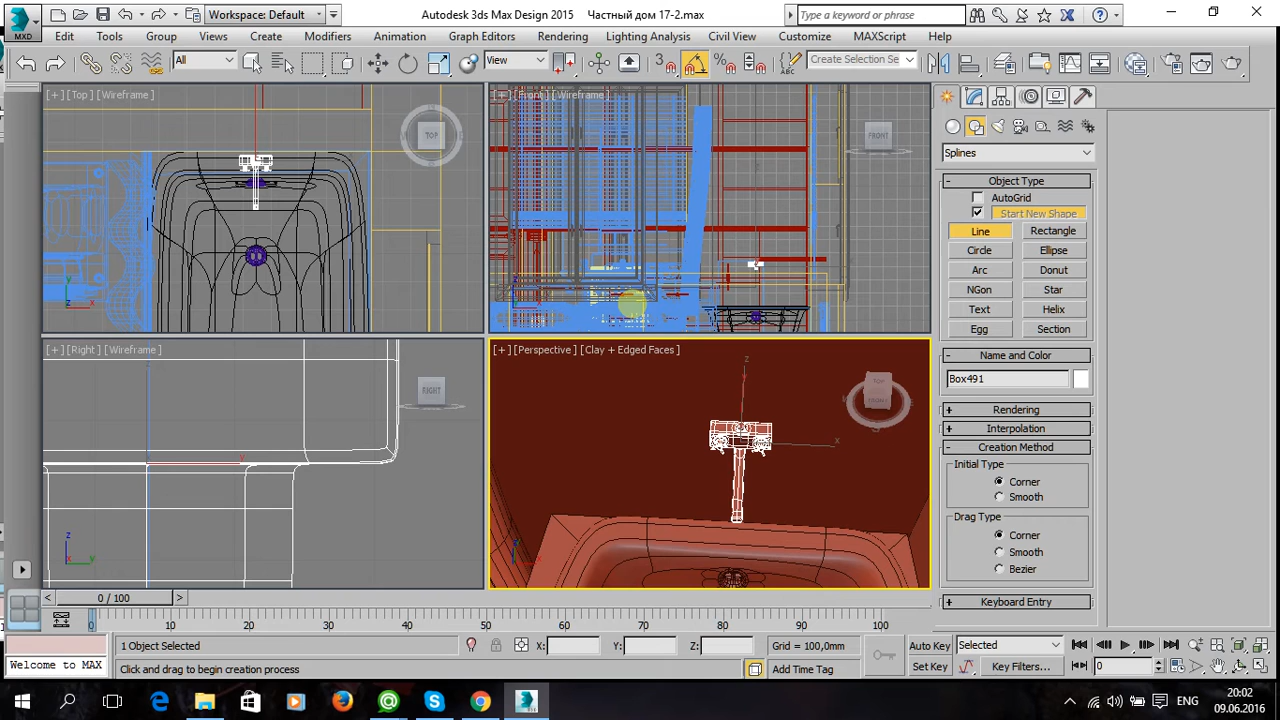 MAX
Workspace: Default
Autodesk 3ds Max Design 2015
Частный дом 17-2.max
Type a keyword or phrase
Edit
Tools
Group
Views
Create
Modifiers
Animation
Graph Editors
Rendering
Lighting Analysis
Civil View
Customize
MAXScript
Help
All
View
3
Create Selection Se
[+] [Top] [Wireframe]
TOP
[+] [Front] [Wireframe]
FRONT
[+] [Right] [Wireframe]
RIGHT
[+] [Perspective] [Clay + Edged Faces]
TOP
Splines
Object Type
AutoGrid
Start New Shape
Line
Rectangle
Circle
Ellipse
Arc
Donut
NGon
Star
Text
Helix
Egg
Section
Name and Color
Box491
Rendering
Interpolation
Creation Method
Initial Type
Corner
Smooth
Drag Type
Corner
Smooth
Bezier
Keyboard Entry
0 / 100
0
10
20
30
40
50
60
70
80
90
100
1 Object Selected
X:
Y:
Z:
Grid = 100,0mm
Auto Key
Selected
Welcome to MAX
Click and drag to begin creation process
Add Time Tag
Set Key
Key Filters...
0
ENG
20:02
09.06.2016